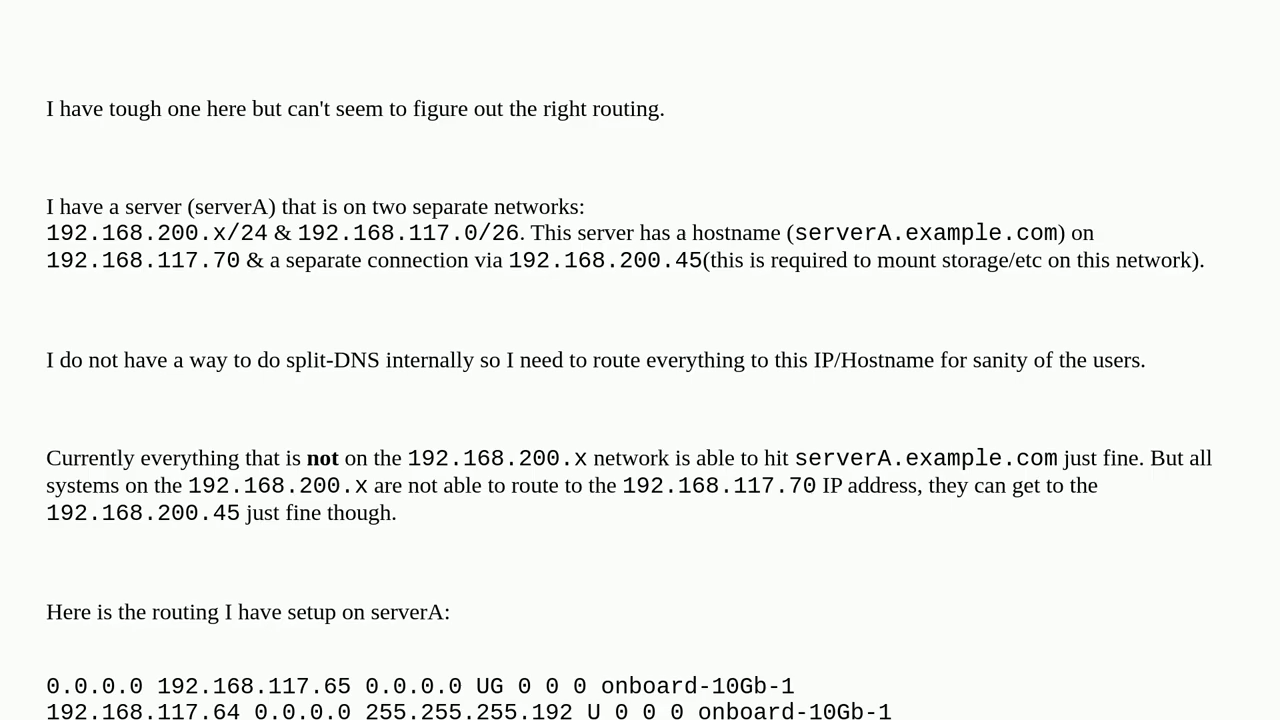 I have tough one here but can't seem to figure out the right routing.
I have a server (serverA) that is on two separate networks:
192.168.200.x/24 & 192.168.117.0/26. This server has a hostname (serverA.example.com) on
192.168.117.70 & a separate connection via 192.168.200.45(this is required to mount storage/etc on this network).
I do not have a way to do split-DNS internally so I need to route everything to this IP/Hostname for sanity of the users.
Currently everything that is not on the 192.168.200.x network is able to hit serverA.example.com just fine. But all
systems on the 192.168.200.x are not able to route to the 192.168.117.70 IP address, they can get to the
192.168.200.45 just fine though.
Here is the routing I have setup on serverA:
0.0.0.0 192.168.117.65 0.0.0.0 UG 0 0 0 onboard-10Gb-1
192.168.117.64 0.0.0.0 255.255.255.192 U 0 0 0 onboard-10Gb-1